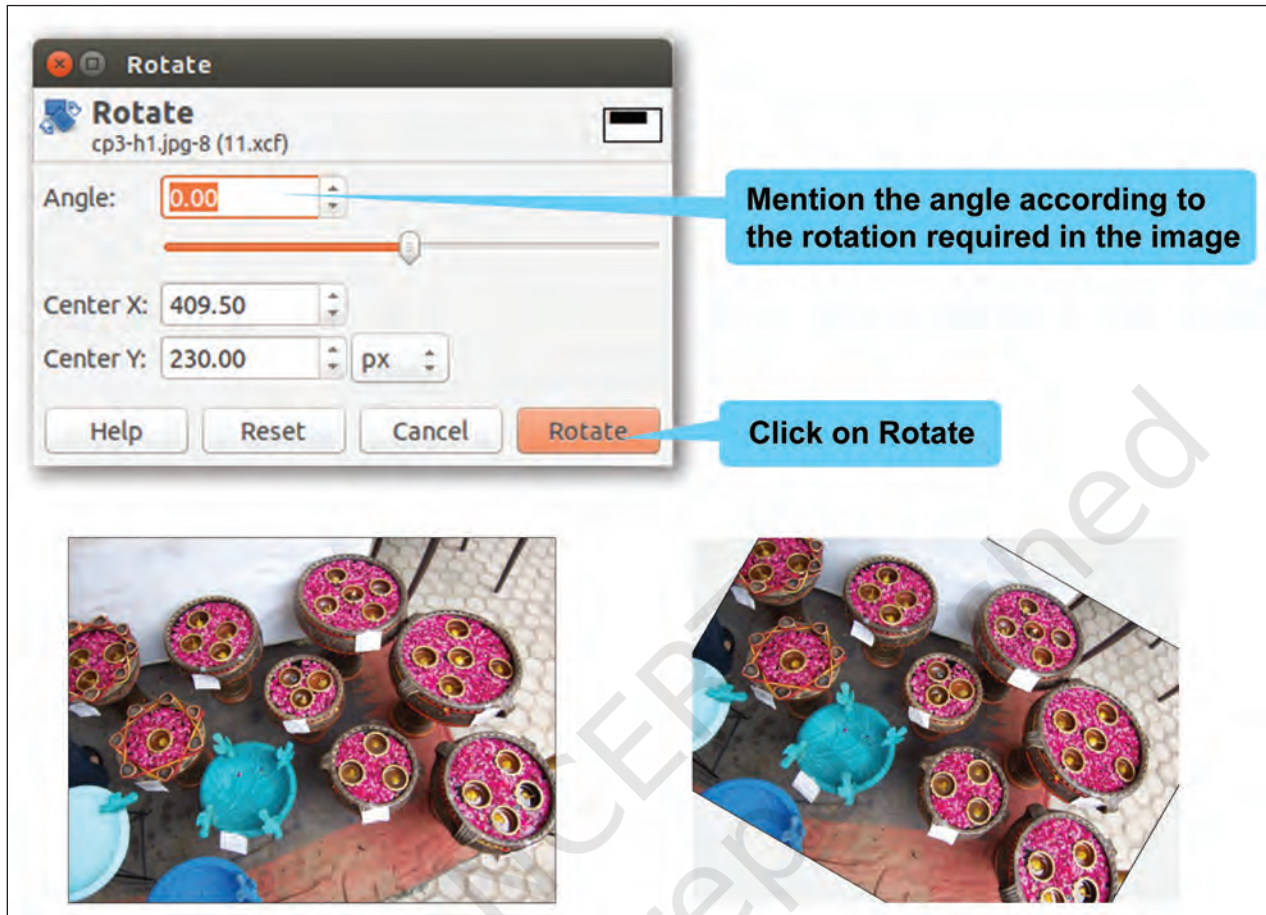 Rotate
Rotate
cp3-h1.jpg-8 (11.xcf)
Angle: 0.00
Mention the angle according to
the rotation required in the image
Center X: 409.50
Center Y: 230.00 px
Help Reset Cancel Rotate
Click on Rotate